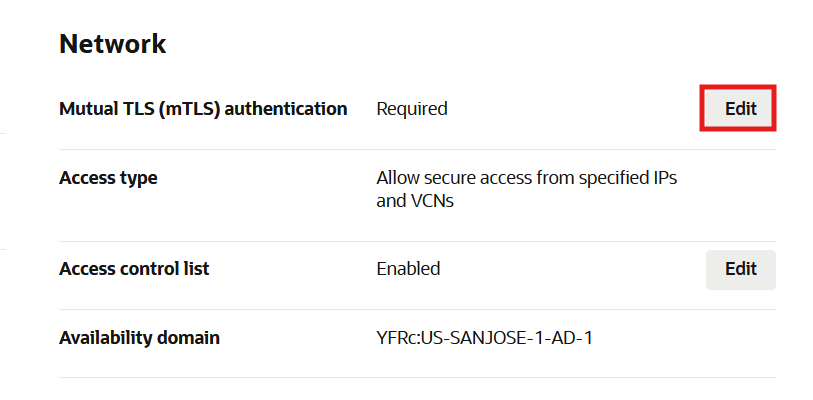 Network
Mutual TLS (mTLS) authentication Required Edit
Access type Allow secure access from specified IPs
and VCNs
Access control list Enabled Edit
Availability domain YFRc:US-SANJOSE-1-AD-1